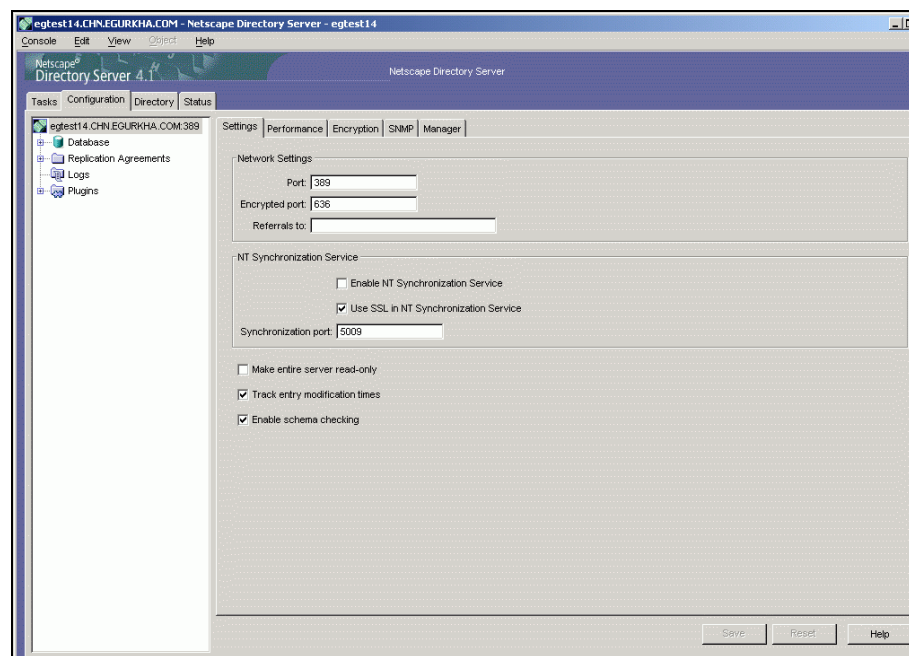 egtest14.CHN.EGURKHA.COM - Netscape Directory Server - egtest14
Console Edit View Object Help
Netscape®
Directory Server 4.1
Netscape Directory Server
Tasks Configuration Directory Status
egtest14.CHN.EGURKHA.COM:389
Database
Replication Agreements
Logs
Plugins
Settings Performance Encryption SNMP Manager
Network Settings
Port: 389
Encrypted port: 636
Referrals to:
NT Synchronization Service
Enable NT Synchronization Service
Use SSL in NT Synchronization Service
Synchronization port: 5009
Make entire server read-only
Track entry modification times
Enable schema checking
Save Reset Help